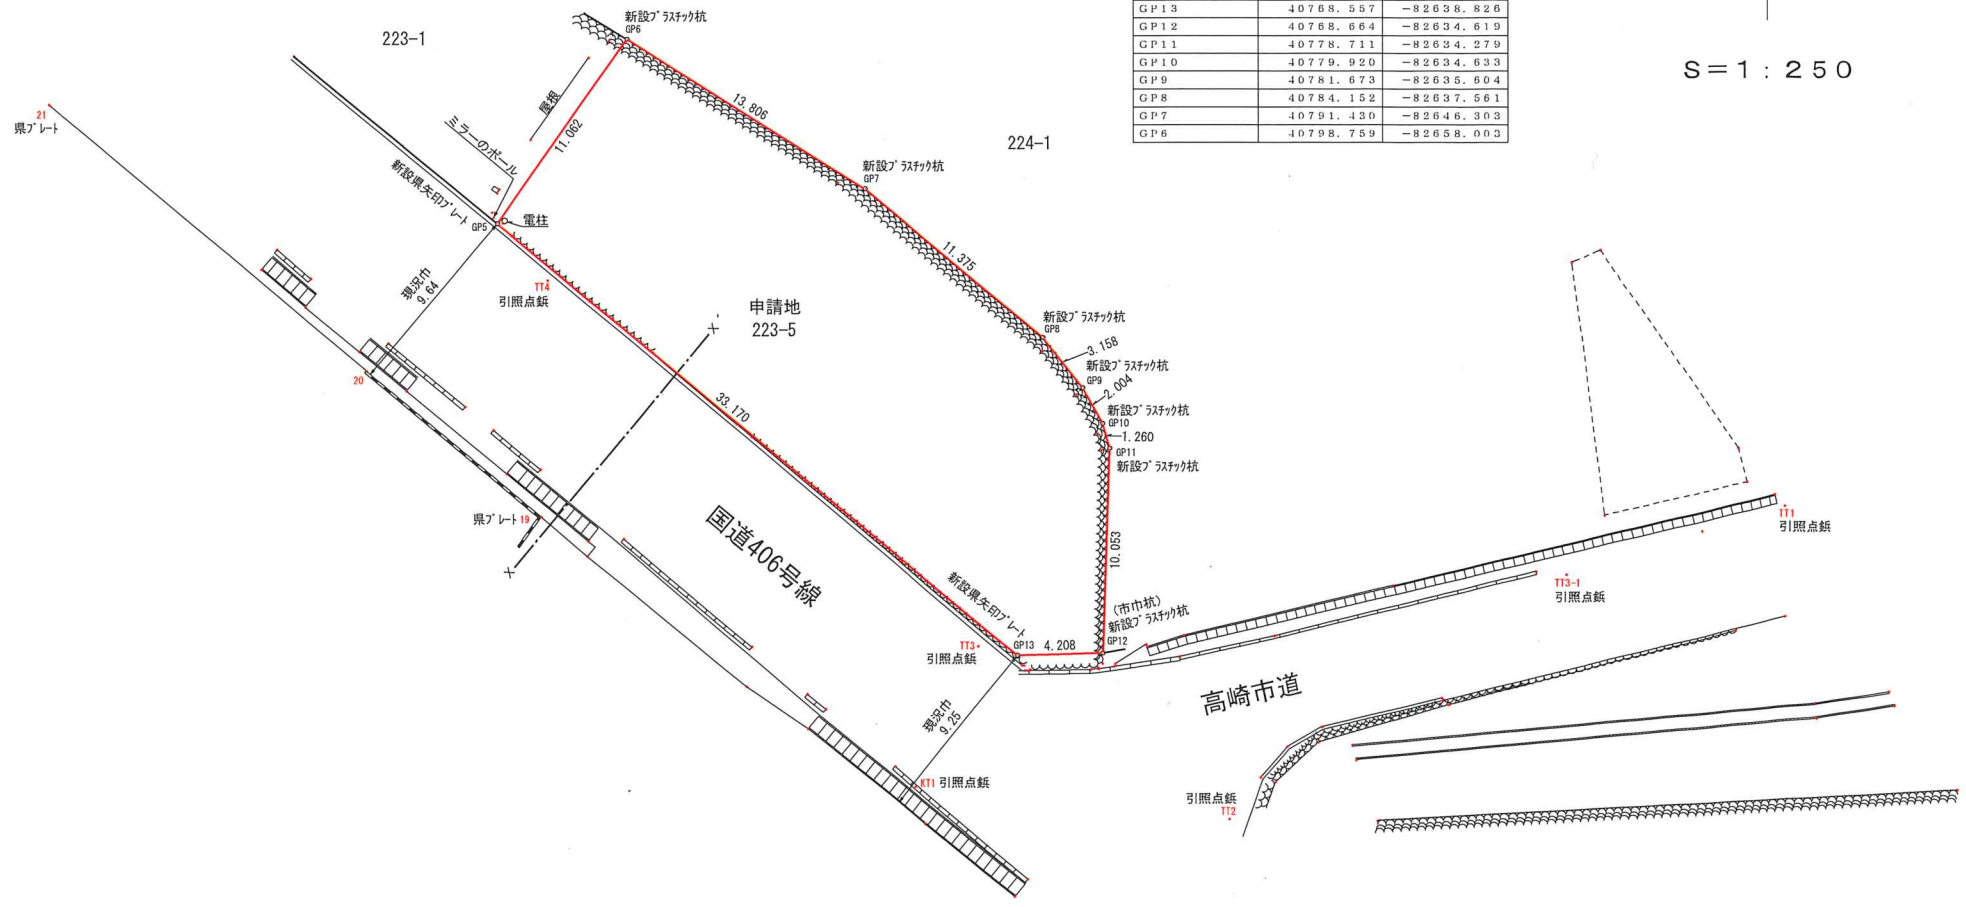 GP13 40768.557 -82638.826
GP12 40768.664 -82634.619
GP11 40778.711 -82634.279
GP10 40779.920 -82634.633
GP9 40781.673 -82635.604
GP8 40784.152 -82637.561
GP7 40791.430 -82646.303
GP6 40798.759 -82658.003
S=1:250
新設プラスチック杭
GP6
223-1
屋根
11.062
13.806
21
県プレート
ミラーのポール
224-1
新設プラスチック杭
GP7
新設県矢印プレート
GP5
電柱
11.375
現況巾
9.64
TT4
引照点鋲
申請地
223-5
X'
新設プラスチック杭
GP8
3.158
新設プラスチック杭
GP9
2.004
20
33.170
新設プラスチック杭
GP10
1.260
GP11
新設プラスチック杭
県プレート 19
X
国道406号線
10.053
TT1
引照点鋲
新設県矢印プレート
TT3-1
引照点鋲
(市巾杭)
新設プラスチック杭
GP12
TT3
引照点鋲
GP13
4.208
高崎市道
現況巾
9.25
KT1 引照点鋲
引照点鋲
TT2